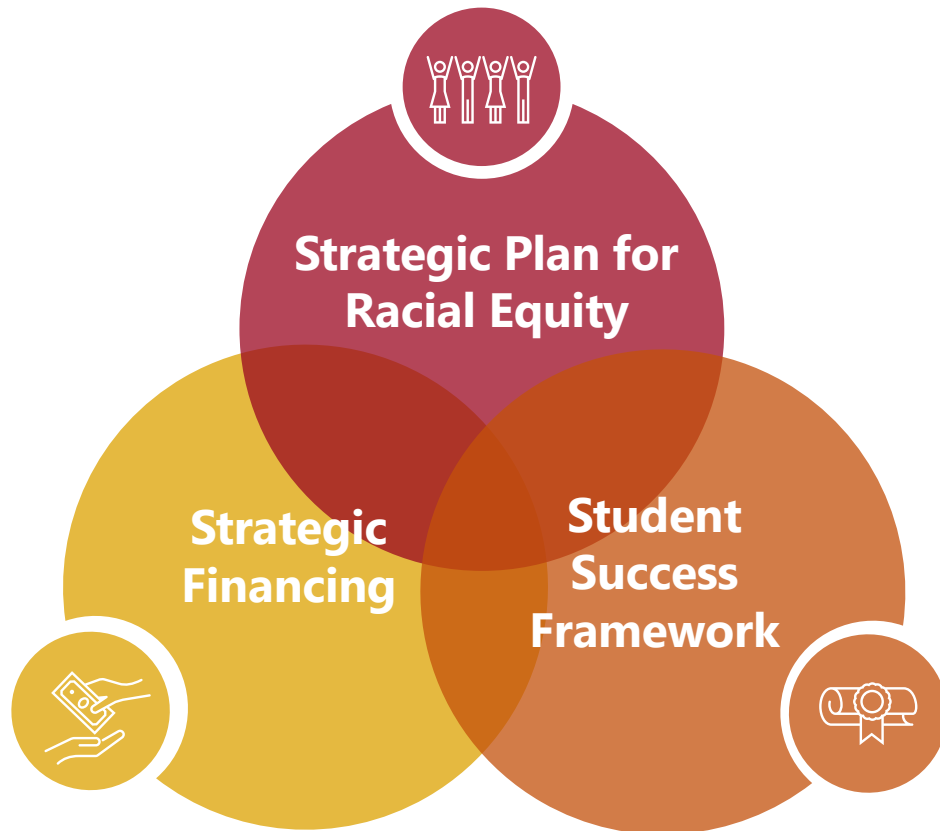 Strategic Plan for
Racial Equity
Strategic
Financing
Student
Success
Framework